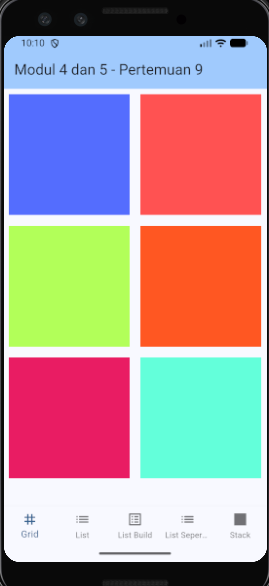 10:10
Modul 4 dan 5 - Pertemuan 9
Grid List List Build List Seper... Stack